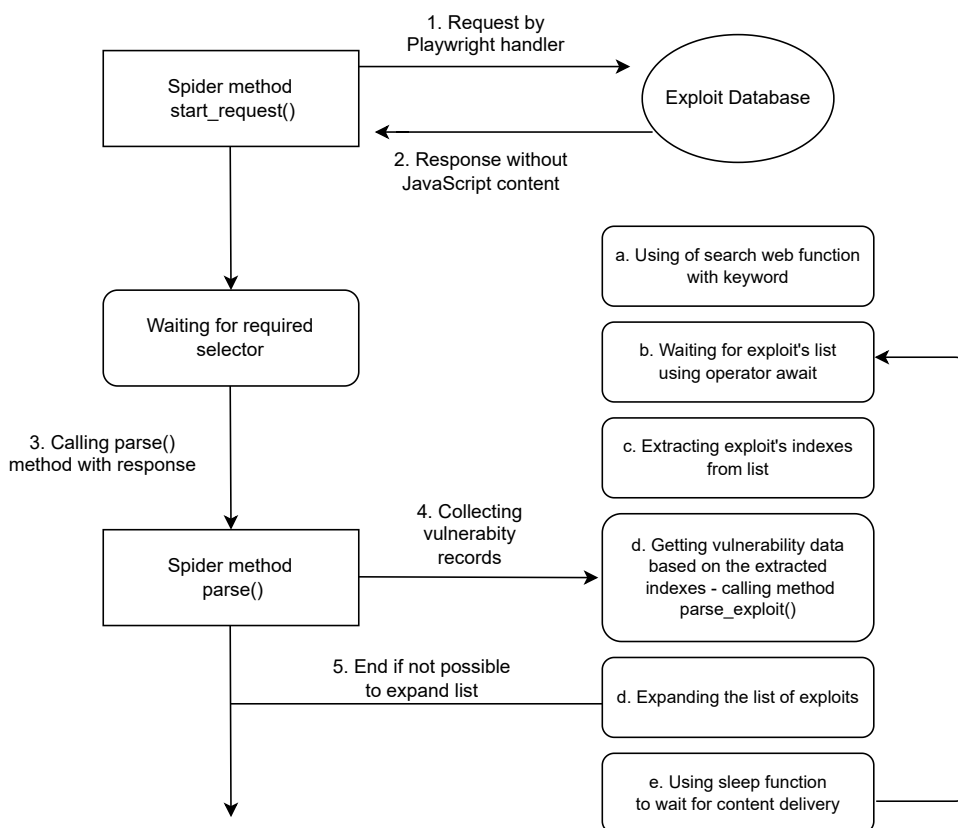 1. Request by
Playwright handler
Spider method
start_request()
Exploit Database
2. Response without
JavaScript content
a. Using of search web function
with keyword
Waiting for required
selector
b. Waiting for exploit's list
using operator await
3. Calling parse()
method with response
c. Extracting exploit's indexes
from list
4. Collecting
vulnerabity
records
Spider method
parse()
d. Getting vulnerability data
based on the extracted
indexes - calling method
parse_exploit()
5. End if not possible
to expand list
d. Expanding the list of exploits
e. Using sleep function
to wait for content delivery